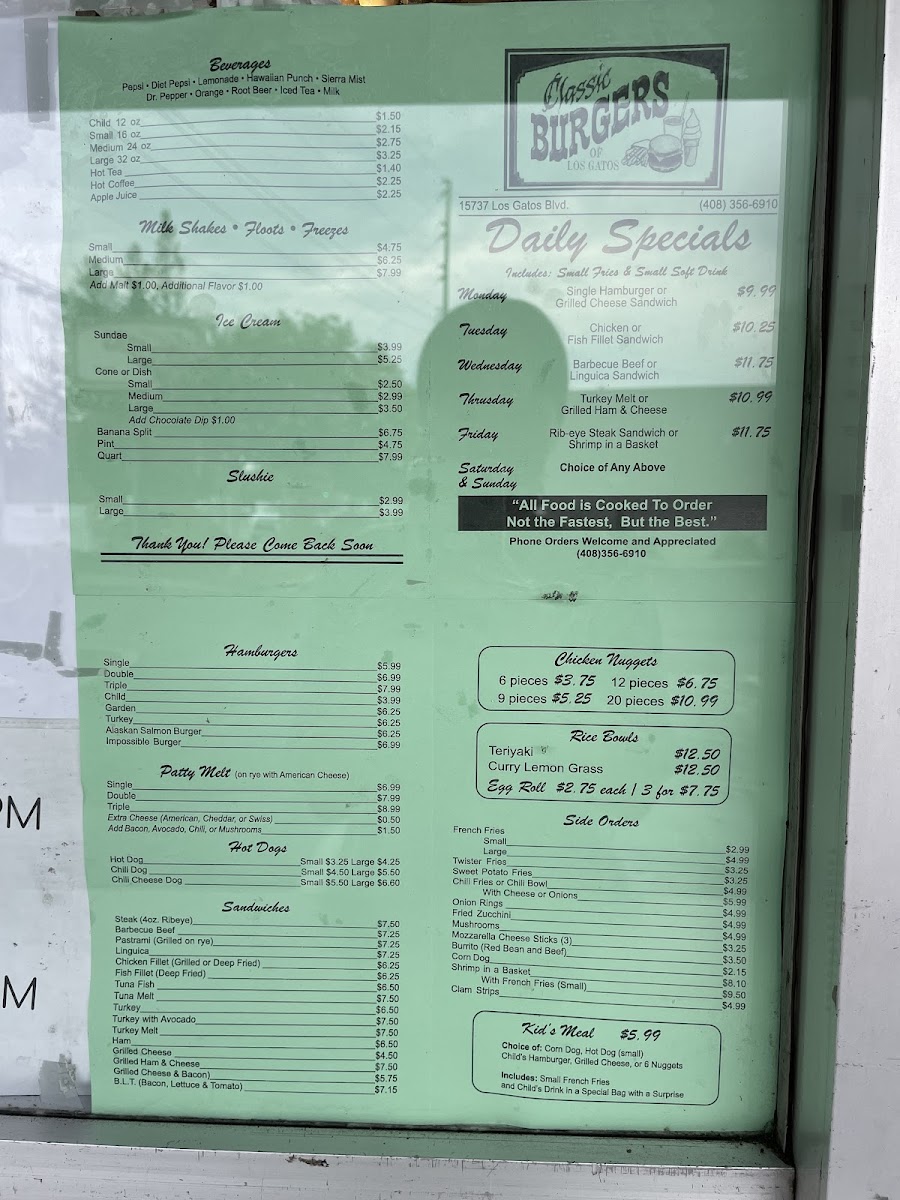 Beverages
Pepsi • Diet Pepsi • Lemonade • Hawaiian Punch • Sierra Mist
Dr. Pepper • Orange • Root Beer • Iced Tea • Milk
Child 12 oz $1.50
Small 16 oz $2.15
Medium 24 oz $2.75
Large 32 oz $3.25
Hot Tea $1.40
Hot Coffee $2.25
Apple Juice $2.25
Milk Shakes • Floots • Freezes
Small $4.75
Medium $6.25
Large $7.99
Add Malt $1.00, Additional Flavor $1.00
Ice Cream
Sundae
Small $3.99
Large $5.25
Cone or Dish
Small $2.50
Medium $2.99
Large $3.50
Add Chocolate Dip $1.00
Banana Split $6.75
Pint $4.75
Quart $7.99
Slushie
Small $2.99
Large $3.99
Thank You! Please Come Back Soon
Classic
BURGERS
OF
LOS GATOS
15737 Los Gatos Blvd. (408) 356-6910
Daily Specials
Includes: Small Fries & Small Soft Drink
Monday Single Hamburger or $9.99
Grilled Cheese Sandwich
Tuesday Chicken or $10.25
Fish Fillet Sandwich
Wednesday Barbecue Beef or $11.75
Linguica Sandwich
Thrusday Turkey Melt or $10.99
Grilled Ham & Cheese
Friday Rib-eye Steak Sandwich or $11.75
Shrimp in a Basket
Saturday Choice of Any Above
& Sunday
"All Food is Cooked To Order
Not the Fastest, But the Best."
Phone Orders Welcome and Appreciated
(408)356-6910
Hamburgers
Single $5.99
Double $6.99
Triple $7.99
Child $3.99
Garden $6.25
Turkey $6.25
Alaskan Salmon Burger $6.25
Impossible Burger $6.99
Patty Melt (on rye with American Cheese)
Single $6.99
Double $7.99
Triple $8.99
Extra Cheese (American, Cheddar, or Swiss) $0.50
Add Bacon, Avocado, Chili, or Mushrooms $1.50
Hot Dogs
Hot Dog Small $3.25 Large $4.25
Chili Dog Small $4.50 Large $5.50
Chili Cheese Dog Small $5.50 Large $6.60
Sandwiches
Steak (4oz. Ribeye) $7.50
Barbecue Beef $7.25
Pastrami (Grilled on rye) $7.25
Linguica $7.25
Chicken Fillet (Grilled or Deep Fried) $6.25
Fish Fillet (Deep Fried) $6.25
Tuna Fish $6.50
Tuna Melt $7.50
Turkey $6.50
Turkey with Avocado $7.50
Turkey Melt $7.50
Ham $6.50
Grilled Cheese $4.50
Grilled Ham & Cheese $7.50
Grilled Cheese & Bacon) $5.75
B.L.T. (Bacon, Lettuce & Tomato) $7.15
Chicken Nuggets
6 pieces $3.75 12 pieces $6.75
9 pieces $5.25 20 pieces $10.99
Rice Bowls
Teriyaki $12.50
Curry Lemon Grass $12.50
Egg Roll $2.75 each / 3 for $7.75
Side Orders
French Fries
Small $2.99
Large $4.99
Twister Fries $3.25
Sweet Potato Fries $3.25
Chili Fries or Chili Bowl $4.99
With Cheese or Onions $5.99
Onion Rings $4.99
Fried Zucchini $4.99
Mushrooms $4.99
Mozzarella Cheese Sticks (3) $3.25
Burrito (Red Bean and Beef) $3.50
Corn Dog $2.15
Shrimp in a Basket $8.10
With French Fries (Small) $9.50
Clam Strips $4.99
Kid's Meal $5.99
Choice of: Corn Dog, Hot Dog (small)
Child's Hamburger, Grilled Cheese, or 6 Nuggets
Includes: Small French Fries
and Child's Drink in a Special Bag with a Surprise
PM
M